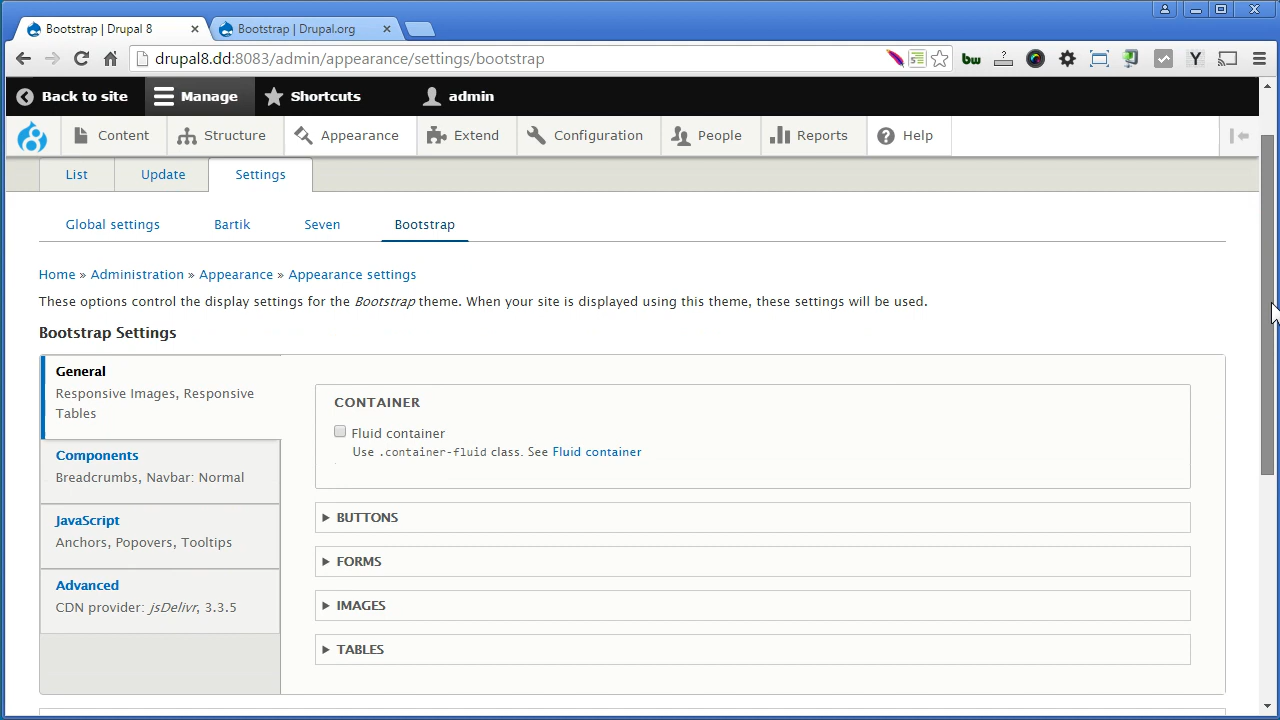 Bootstrap | Drupal 8
Bootstrap | Drupal.org
drupal8.dd:8083/admin/appearance/settings/bootstrap
bw
Y
Back to site
Manage
Shortcuts
admin
Content
Structure
Appearance
Extend
Configuration
People
Reports
Help
List
Update
Settings
Global settings
Bartik
Seven
Bootstrap
Home » Administration » Appearance » Appearance settings
These options control the display settings for the Bootstrap theme. When your site is displayed using this theme, these settings will be used.
Bootstrap Settings
General
Responsive Images, Responsive
Tables
Components
Breadcrumbs, Navbar: Normal
JavaScript
Anchors, Popovers, Tooltips
Advanced
CDN provider: jsDelivr, 3.3.5
CONTAINER
Fluid container
Use .container-fluid class. See Fluid container
BUTTONS
FORMS
IMAGES
TABLES